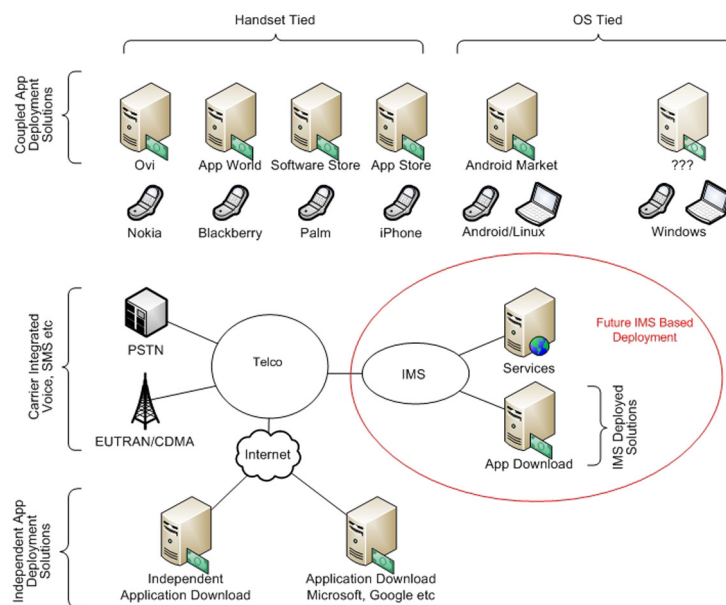 Handset Tied
OS Tied
Coupled App
Deployment
Solutions
Ovi
App World
Software Store
App Store
Android Market
???
Nokia
Blackberry
Palm
iPhone
Android/Linux
Windows
Carrier Integrated
Voice, SMS etc
PSTN
EUTRAN/CDMA
Telco
IMS
Future IMS Based
Deployment
Services
App Download
IMS Deployed
Solutions
Internet
Independent App
Deployment
Solutions
Independent
Application Download
Application Download
Microsoft, Google etc